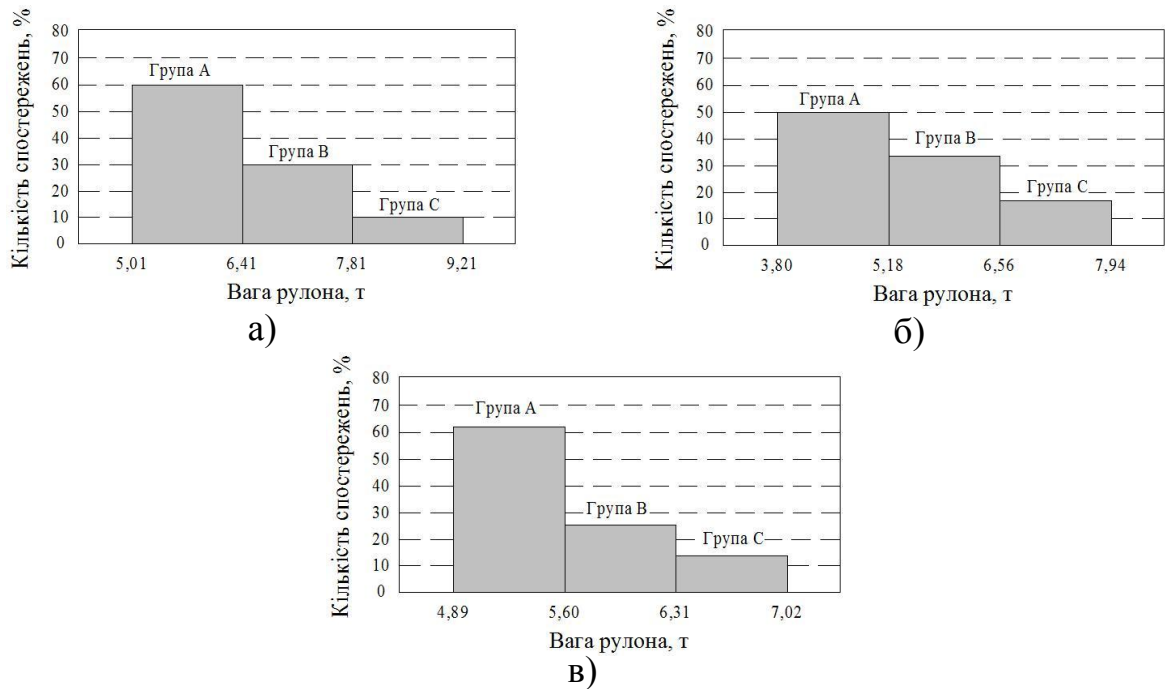 Кількість спостережень, %
80
70
60
50
40
30
20
10
0
Група А
Група В
Група С
5,01 6,41 7,81 9,21
Вага рулона, т
а)
Кількість спостережень, %
80
70
60
50
40
30
20
10
0
Група А
Група В
Група С
3,80 5,18 6,56 7,94
Вага рулона, т
б)
Кількість спостережень, %
80
70
60
50
40
30
20
10
0
Група А
Група В
Група С
4,89 5,60 6,31 7,02
Вага рулона, т
в)